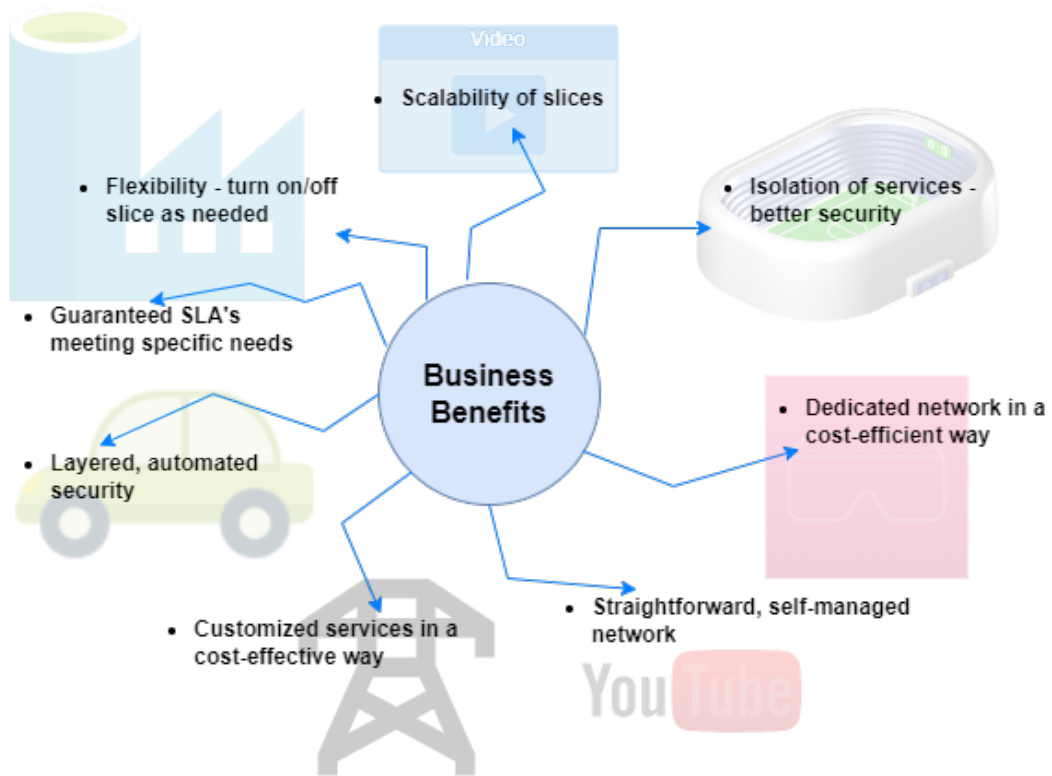 Video
• Scalability of slices
• Flexibility - turn on/off
slice as needed
• Isolation of services -
better security
• Guaranteed SLA's
meeting specific needs
Business
Benefits
• Dedicated network in a
cost-efficient way
• Layered, automated
security
• Straightforward, self-managed
network
• Customized services in a
cost-effective way
YouTube